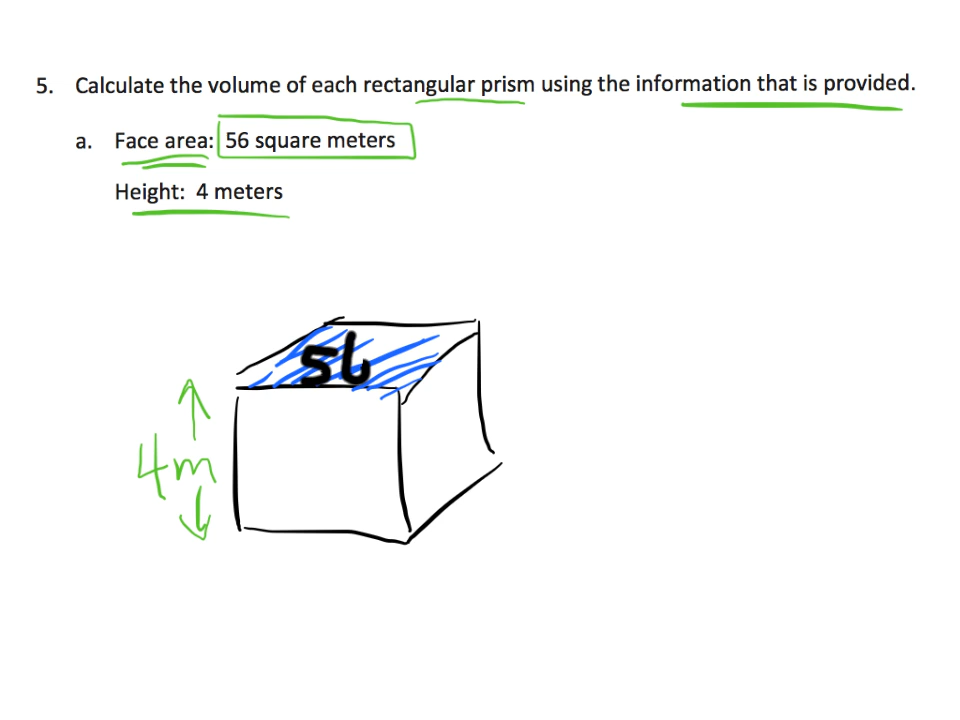 5. Calculate the volume of each rectangular prism using the information that is provided.
a. Face area: 56 square meters
Height: 4 meters
56
4m